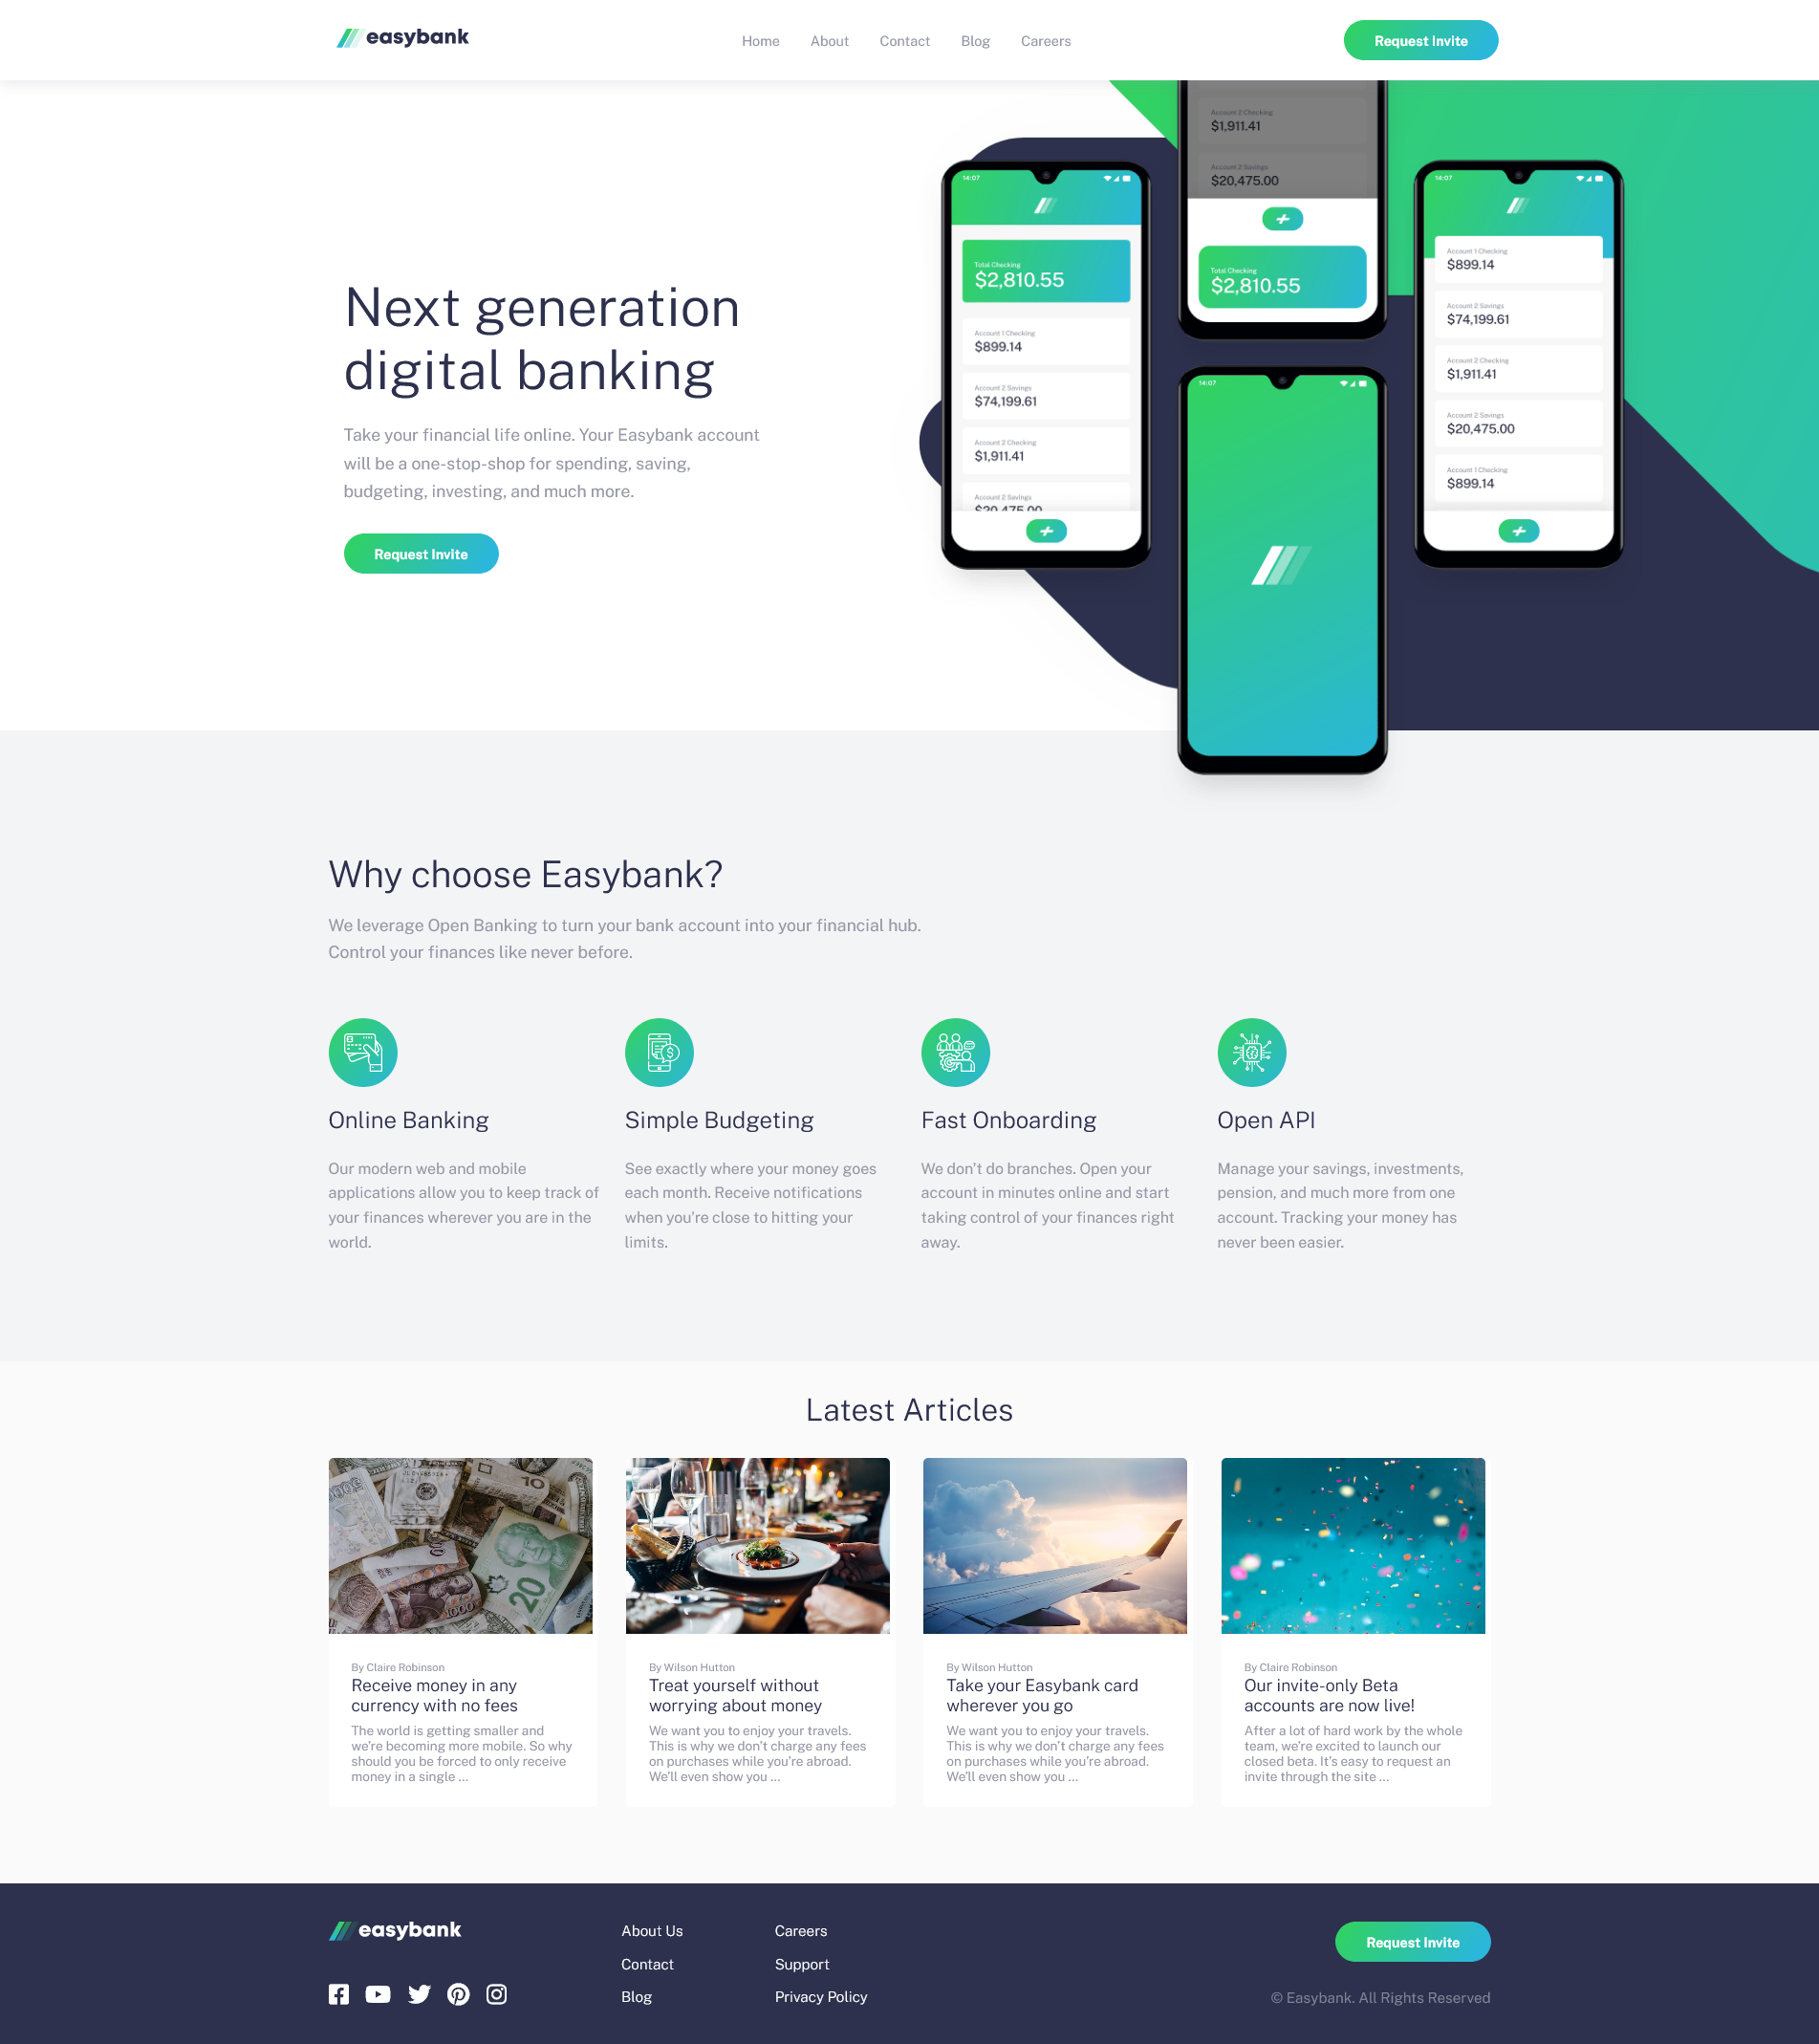 easybank
Home
About
Contact
Blog
Careers
Request Invite
Next generation
digital banking
Take your financial life online. Your Easybank account
will be a one-stop-shop for spending, saving,
budgeting, investing, and much more.
Request Invite
14:07
Total Checking
$2,810.55
Account 1 Checking
$899.14
Account 2 Savings
$74,199.61
Account 2 Checking
$1,911.41
Account 2 Savings
$20,475.00
Account 2 Checking
$1,911.41
Account 2 Savings
$20,475.00
Total Checking
$2,810.55
14:07
14:07
Account 1 Checking
$899.14
Account 2 Savings
$74,199.61
Account 2 Checking
$1,911.41
Account 2 Savings
$20,475.00
Account 1 Checking
$899.14
Why choose Easybank?
We leverage Open Banking to turn your bank account into your financial hub.
Control your finances like never before.
Online Banking
Our modern web and mobile
applications allow you to keep track of
your finances wherever you are in the
world.
Simple Budgeting
See exactly where your money goes
each month. Receive notifications
when you're close to hitting your
limits.
Fast Onboarding
We don't do branches. Open your
account in minutes online and start
taking control of your finances right
away.
Open API
Manage your savings, investments,
pension, and much more from one
account. Tracking your money has
never been easier.
Latest Articles
10
20
1000
By Claire Robinson
Receive money in any
currency with no fees
The world is getting smaller and
we're becoming more mobile. So why
should you be forced to only receive
money in a single ...
By Wilson Hutton
Treat yourself without
worrying about money
We want you to enjoy your travels.
This is why we don't charge any fees
on purchases while you're abroad.
We'll even show you ...
By Wilson Hutton
Take your Easybank card
wherever you go
We want you to enjoy your travels.
This is why we don't charge any fees
on purchases while you're abroad.
We'll even show you ...
By Claire Robinson
Our invite-only Beta
accounts are now live!
After a lot of hard work by the whole
team, we're excited to launch our
closed beta. It's easy to request an
invite through the site ...
easybank
About Us
Contact
Blog
Careers
Support
Privacy Policy
Request Invite
© Easybank. All Rights Reserved